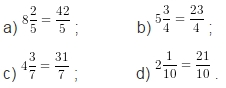 a) 8 2/5 = 42/5 ; b) 5 3/4 = 23/4 ;
c) 4 3/7 = 31/7 ; d) 2 1/10 = 21/10 .